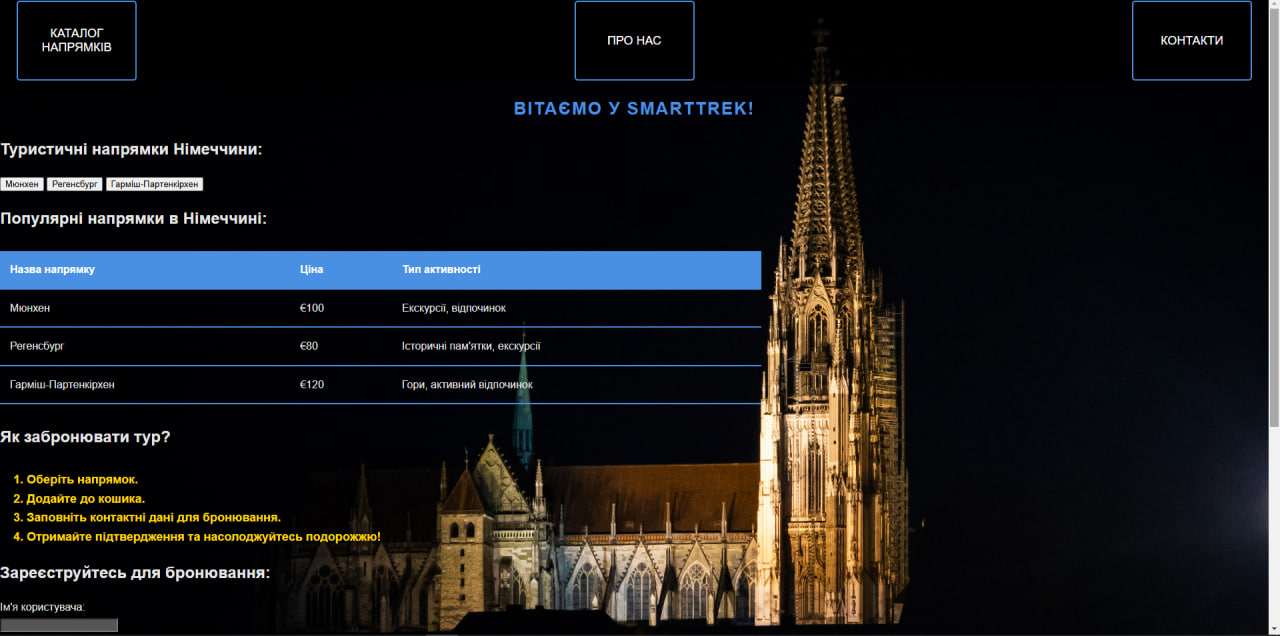 КАТАЛОГ
НАПРЯМКІВ
ПРО НАС
КОНТАКТИ
ВІТАЄМО У SMARTTREK!
Туристичні напрямки Німеччини:
Мюнхен Регенсбург Гарміш-Партенкірхен
Популярні напрямки в Німеччині:
Назва напрямку Ціна Тип активності
Мюнхен €100 Екскурсії, відпочинок
Регенсбург €80 Історичні пам'ятки, екскурсії
Гарміш-Партенкірхен €120 Гори, активний відпочинок
Як забронювати тур?
1. Оберіть напрямок.
2. Додайте до кошика.
3. Заповніть контактні дані для бронювання.
4. Отримайте підтвердження та насолоджуйтесь подорожжю!
Зареєструйтесь для бронювання:
Ім'я користувача: